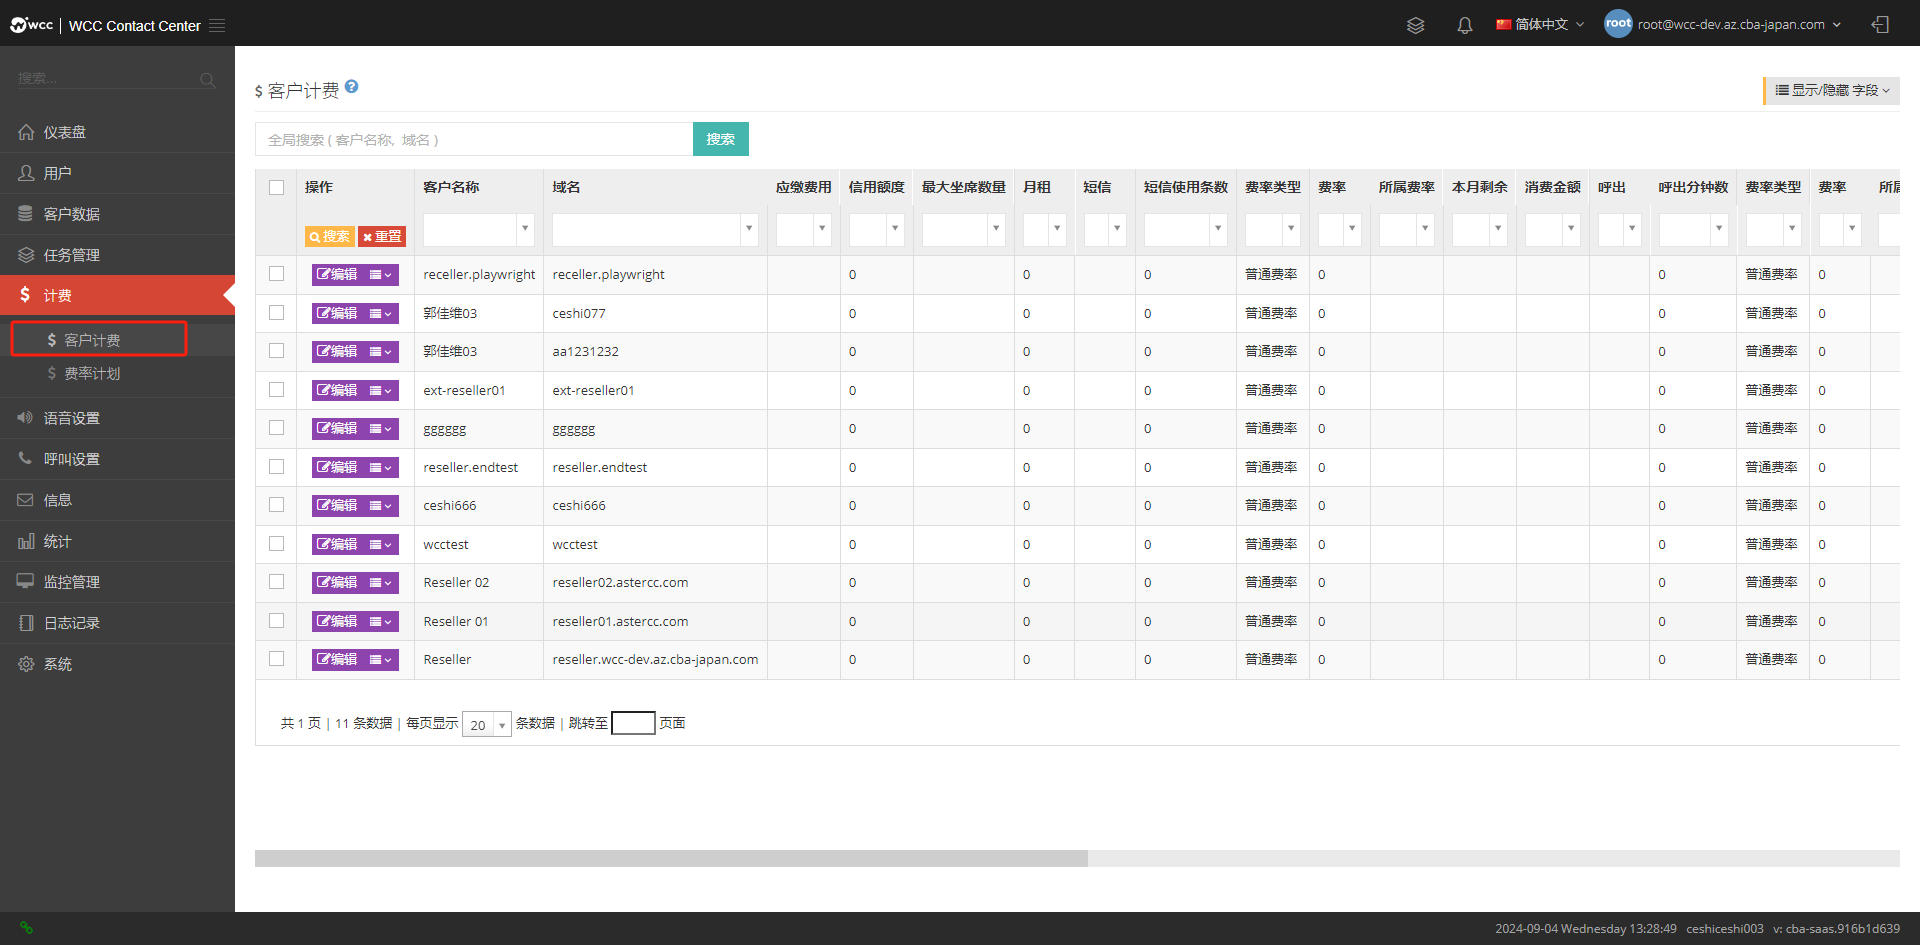 wcc | WCC Contact Center
简体中文
root
root@wcc-dev.az.cba-japan.com
搜索...
仪表盘
用户
客户数据
任务管理
$ 计费
$ 客户计费
$ 费率计划
语音设置
呼叫设置
信息
统计
监控管理
日志记录
系统
$ 客户计费 ?
显示/隐藏 字段
全局搜索 ( 客户名称, 域名 )
搜索
操作 客户名称 域名 应缴费用 信用额度 最大坐席数量 月租 短信 短信使用条数 费率类型 费率 所属费率 本月剩余 消费金额 呼出 呼出分钟数 费率类型 费率 所属
搜索 重置
编辑 receller.playwright receller.playwright 0 0 0 普通费率 0 0 普通费率 0
编辑 郭佳维03 ceshi077 0 0 0 普通费率 0 0 普通费率 0
编辑 郭佳维03 aa1231232 0 0 0 普通费率 0 0 普通费率 0
编辑 ext-reseller01 ext-reseller01 0 0 0 普通费率 0 0 普通费率 0
编辑 gggggg gggggg 0 0 0 普通费率 0 0 普通费率 0
编辑 reseller.endtest reseller.endtest 0 0 0 普通费率 0 0 普通费率 0
编辑 ceshi666 ceshi666 0 0 0 普通费率 0 0 普通费率 0
编辑 wcctest wcctest 0 0 0 普通费率 0 0 普通费率 0
编辑 Reseller 02 reseller02.astercc.com 0 0 0 普通费率 0 0 普通费率 0
编辑 Reseller 01 reseller01.astercc.com 0 0 0 普通费率 0 0 普通费率 0
编辑 Reseller reseller.wcc-dev.az.cba-japan.com 0 0 0 普通费率 0 0 普通费率 0
共 1 页 | 11 条数据 | 每页显示 20 条数据 | 跳转至 页面
2024-09-04 Wednesday 13:28:49 ceshiceshi003 v: cba-saas.916b1d639